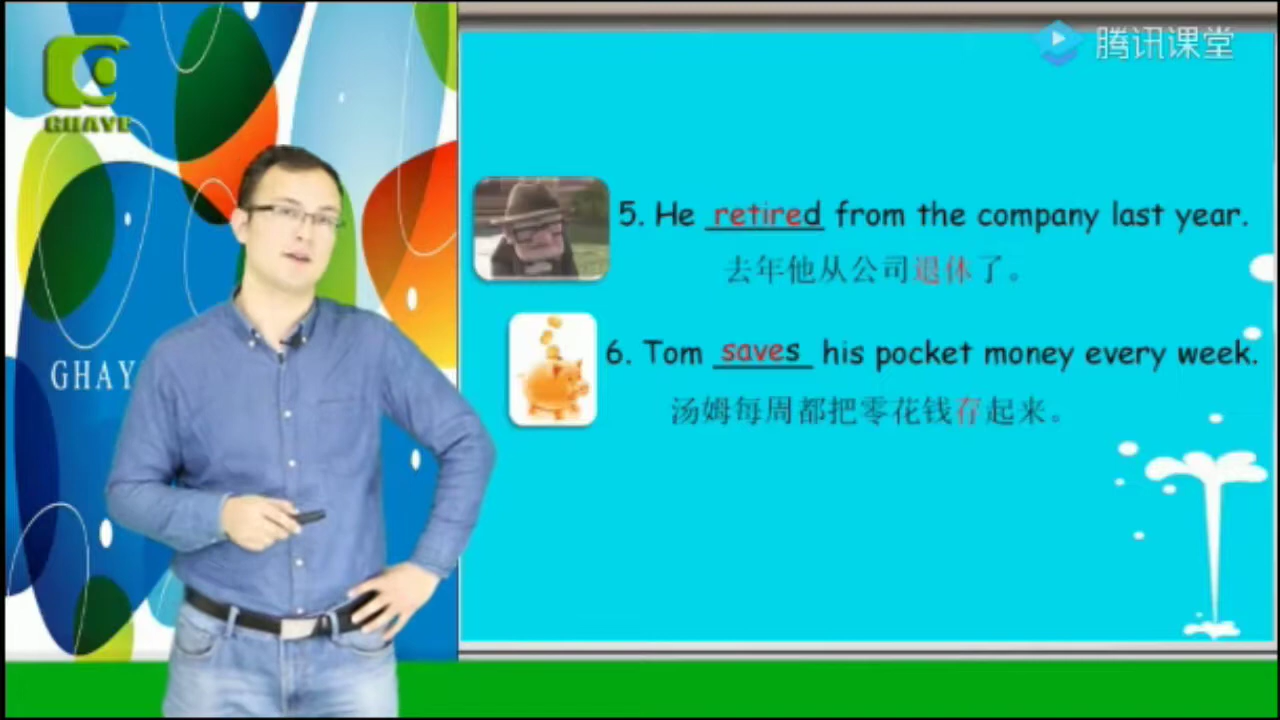 GHAYE
腾讯课堂
5. He retired from the company last year.
去年他从公司退休了。
GHAY
6. Tom saves his pocket money every week.
汤姆每周都把零花钱存起来。